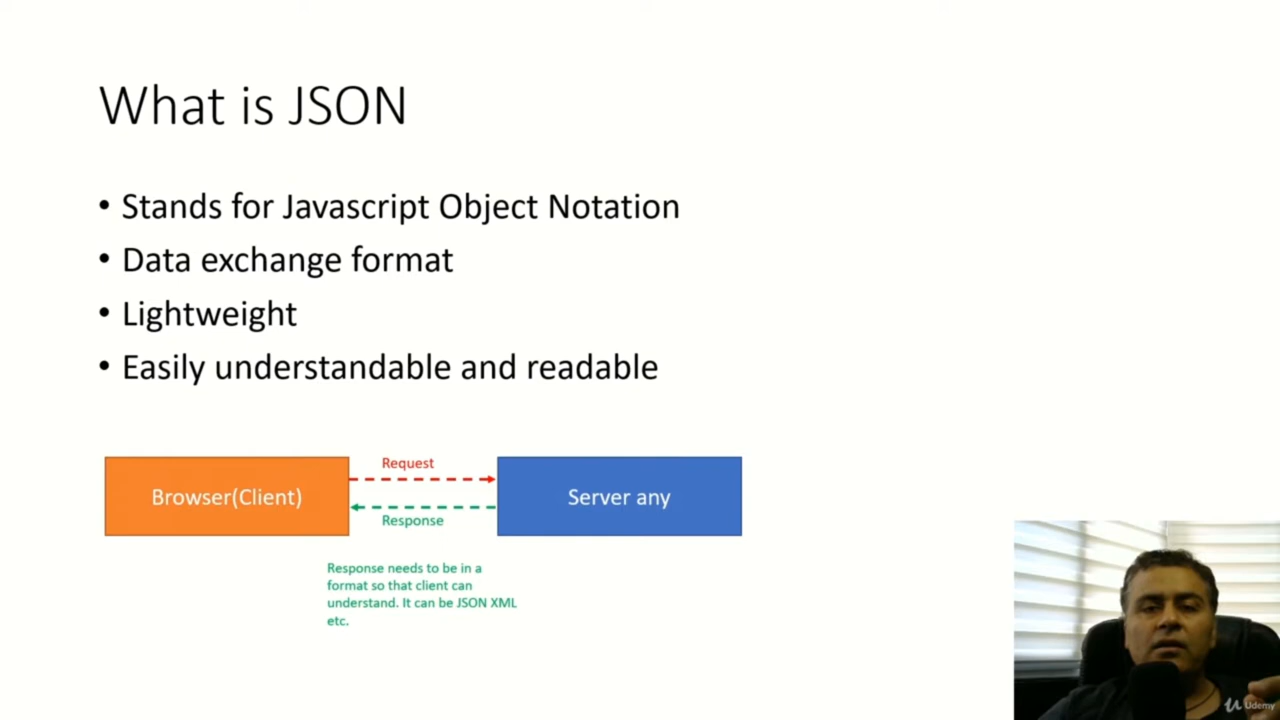 What is JSON
• Stands for Javascript Object Notation
• Data exchange format
• Lightweight
• Easily understandable and readable
Browser(Client)
Request
Response
Server any
Response needs to be in a
format so that client can
understand. It can be JSON XML
etc.
Udemy